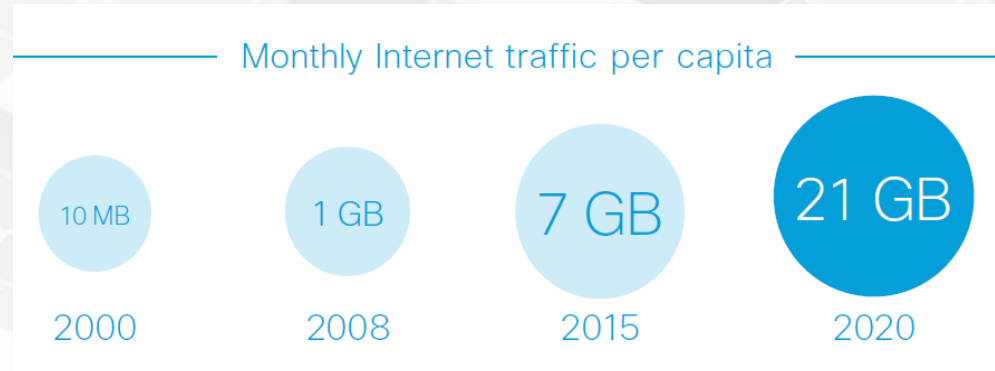 Monthly Internet traffic per capita
10 MB
1 GB
7 GB
21 GB
2000
2008
2015
2020